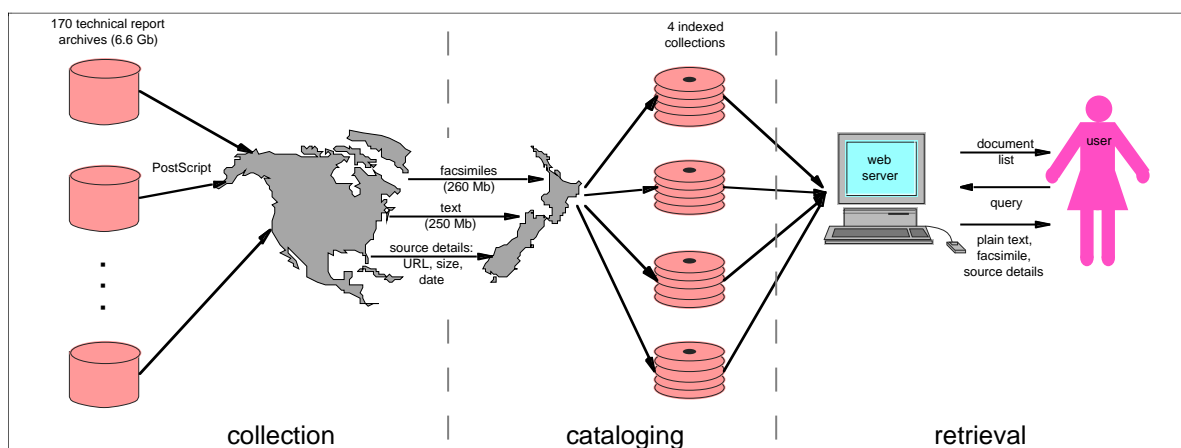 170 technical report
archives (6.6 Gb)
PostScript
facsimiles
(260 Mb)
text
(250 Mb)
source details:
URL, size,
date
4 indexed
collections
web
server
document
list
query
plain text,
facsimile,
source details
user
collection
cataloging
retrieval